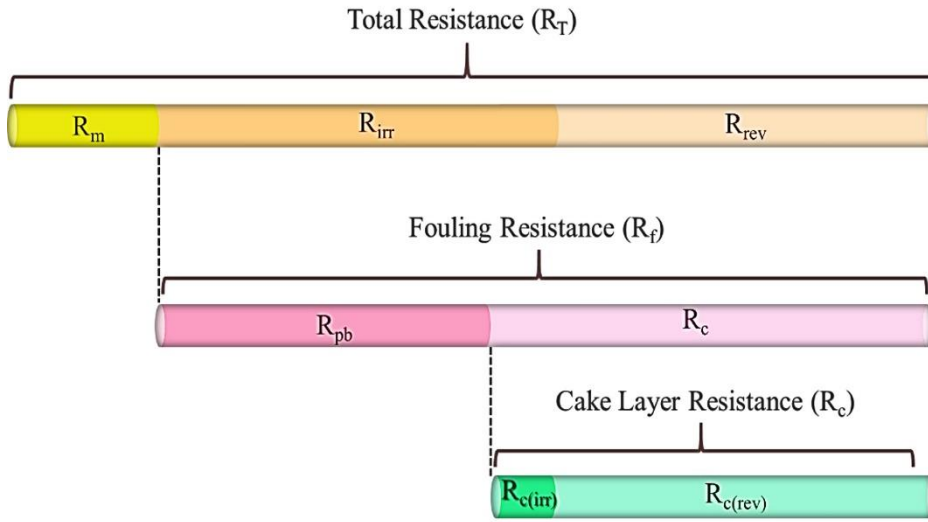 Total Resistance (R_T)
R_m R_irr R_rev
Fouling Resistance (R_f)
R_pb R_c
Cake Layer Resistance (R_c)
R_c(irr) R_c(rev)